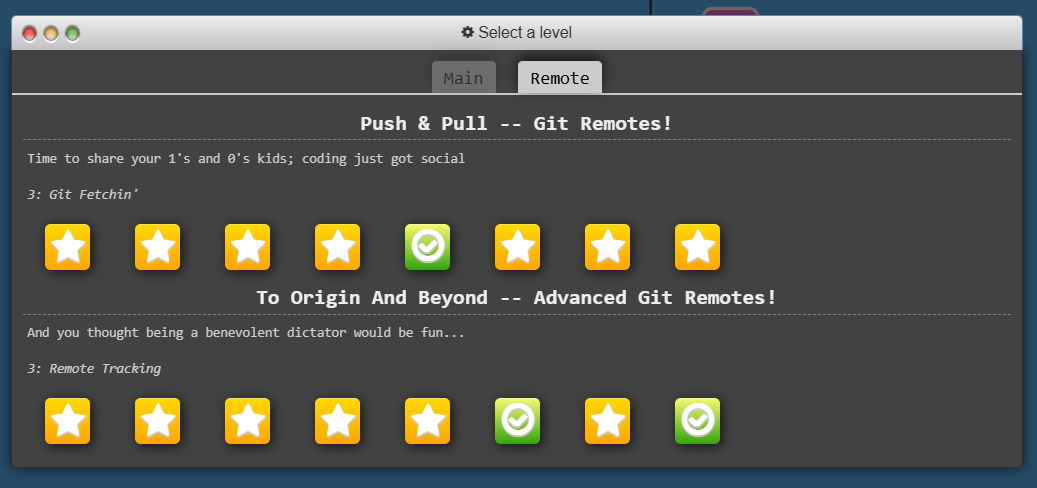 Select a level
Main
Remote
Push & Pull -- Git Remotes!
Time to share your 1's and 0's kids; coding just got social
3: Git Fetchin'
To Origin And Beyond -- Advanced Git Remotes!
And you thought being a benevolent dictator would be fun...
3: Remote Tracking